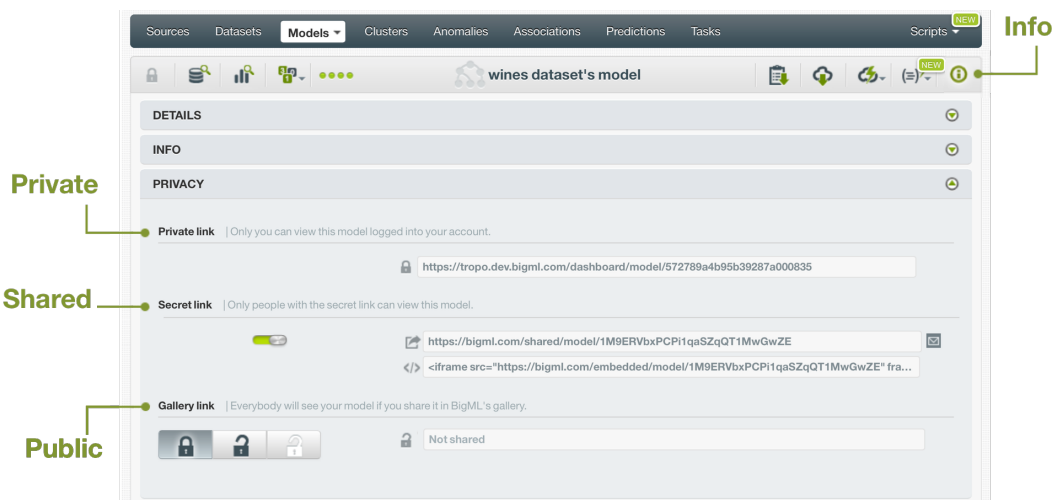 Sources Datasets Models Clusters Anomalies Associations Predictions Tasks Scripts NEW
Info
wines dataset's model
(=) NEW
DETAILS
INFO
Private
PRIVACY
Private link | Only you can view this model logged into your account.
https://tropo.dev.bigml.com/dashboard/model/572789a4b95b39287a000835
Shared
Secret link | Only people with the secret link can view this model.
https://bigml.com/shared/model/1M9ERVbxPCPi1qaSZqQT1MwGwZE
</> <iframe src="https://bigml.com/embedded/model/1M9ERVbxPCPi1qaSZqQT1MwGwZE" fra...
Gallery link | Everybody will see your model if you share it in BigML's gallery.
Public
Not shared